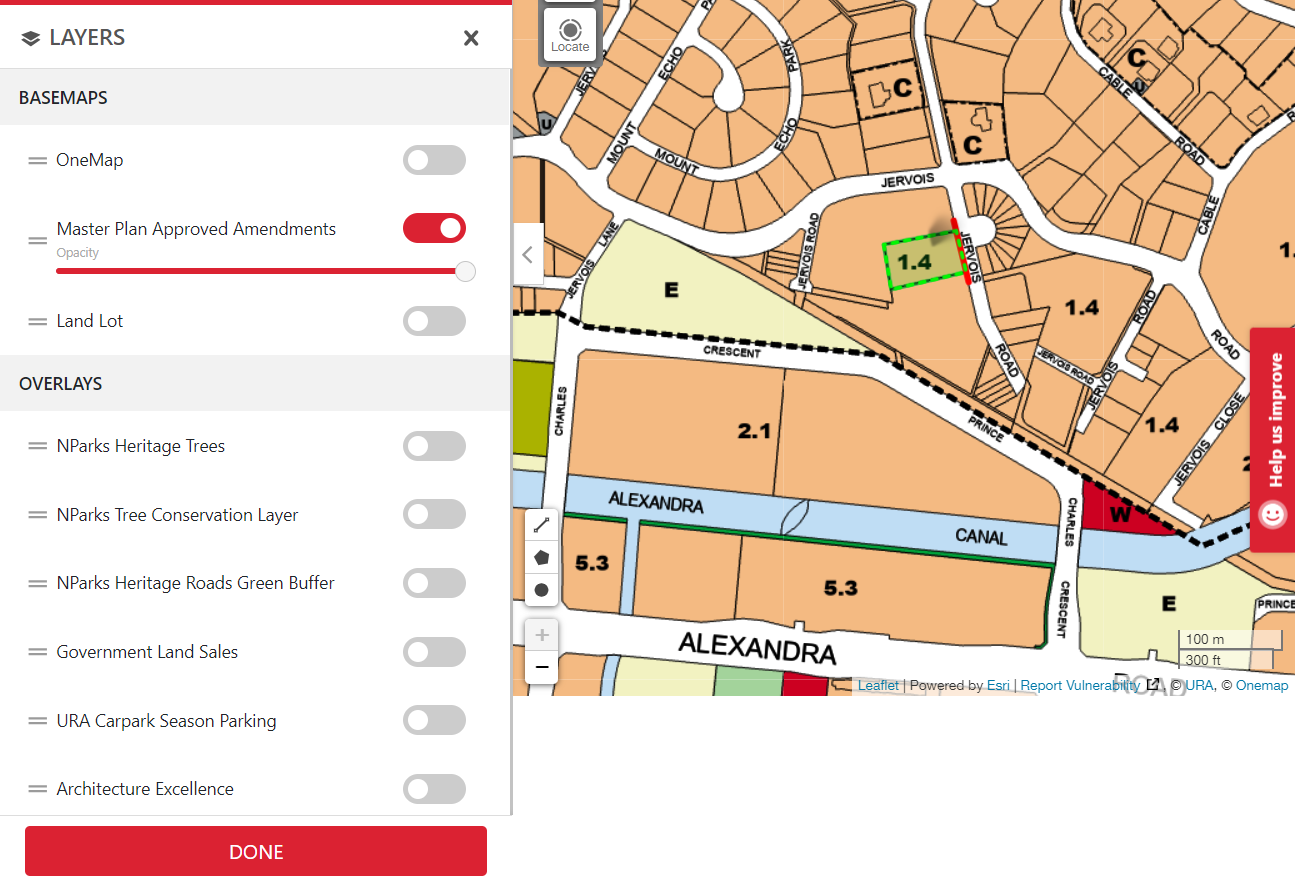 LAYERS
BASEMAPS
OneMap
Master Plan Approved Amendments
Opacity
Land Lot
OVERLAYS
NParks Heritage Trees
NParks Tree Conservation Layer
NParks Heritage Roads Green Buffer
Government Land Sales
URA Carpark Season Parking
Architecture Excellence
DONE
Locate
ECHO
PARK
C
C
CABLE
U
ROAD
U
MOUNT
ECHO
MOUNT
C
JERVOIS
CABLE
JERVOIS
LANE
JERVOIS ROAD
1.4
JERVOIS
JERVOIS
E
1.4
ROAD
ROAD
CRESCENT
ROAD
JERVOIS ROAD
JERVOIS
CHARLES
2.1
PRINCE
1.4
JERVOIS CLOSE
Help us improve
ALEXANDRA
CANAL
CHARLES
W
5.3
5.3
CRESCENT
E
PRINCE
ALEXANDRA
ROAD
100 m
300 ft
Leaflet | Powered by Esri | Report Vulnerability , © URA, © Onemap